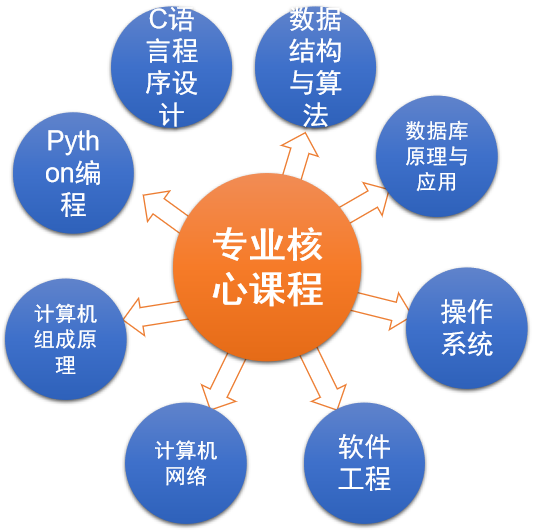 C语
言程
序设
计
数据
结构
与算
法
数据库
原理与
应用
操作
系统
软件
工程
计算机
网络
计算机
组成原
理
Pyth
on编
程
专业核
心课程